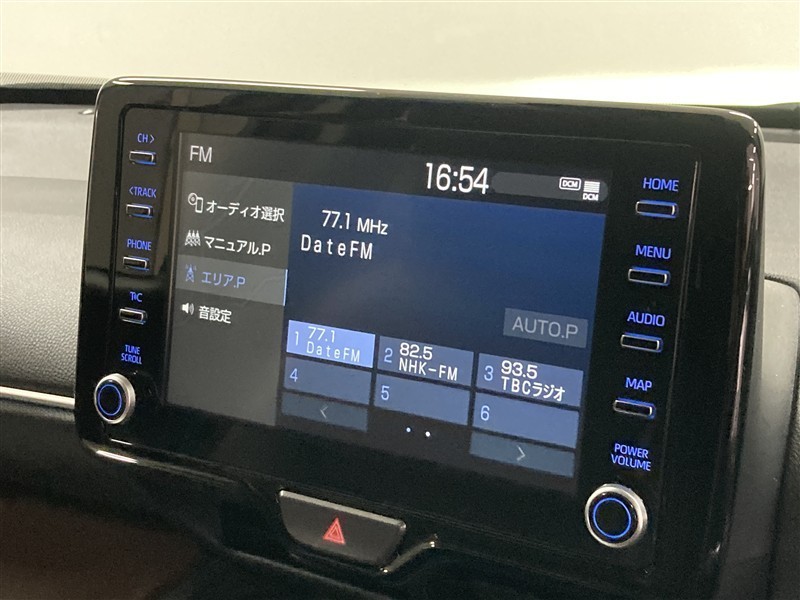 CH>
<TRACK
PHONE
T&C
TUNE
SCROLL
FM
16:54
DCM
DCM
オーディオ選択
マニュアル.P
エリア.P
音設定
77.1 MHz
DateFM
AUTO.P
1 77.1 DateFM
2 82.5 NHK-FM
3 93.5 TBCラジオ
4
5
6
<
>
HOME
MENU
AUDIO
MAP
POWER
VOLUME